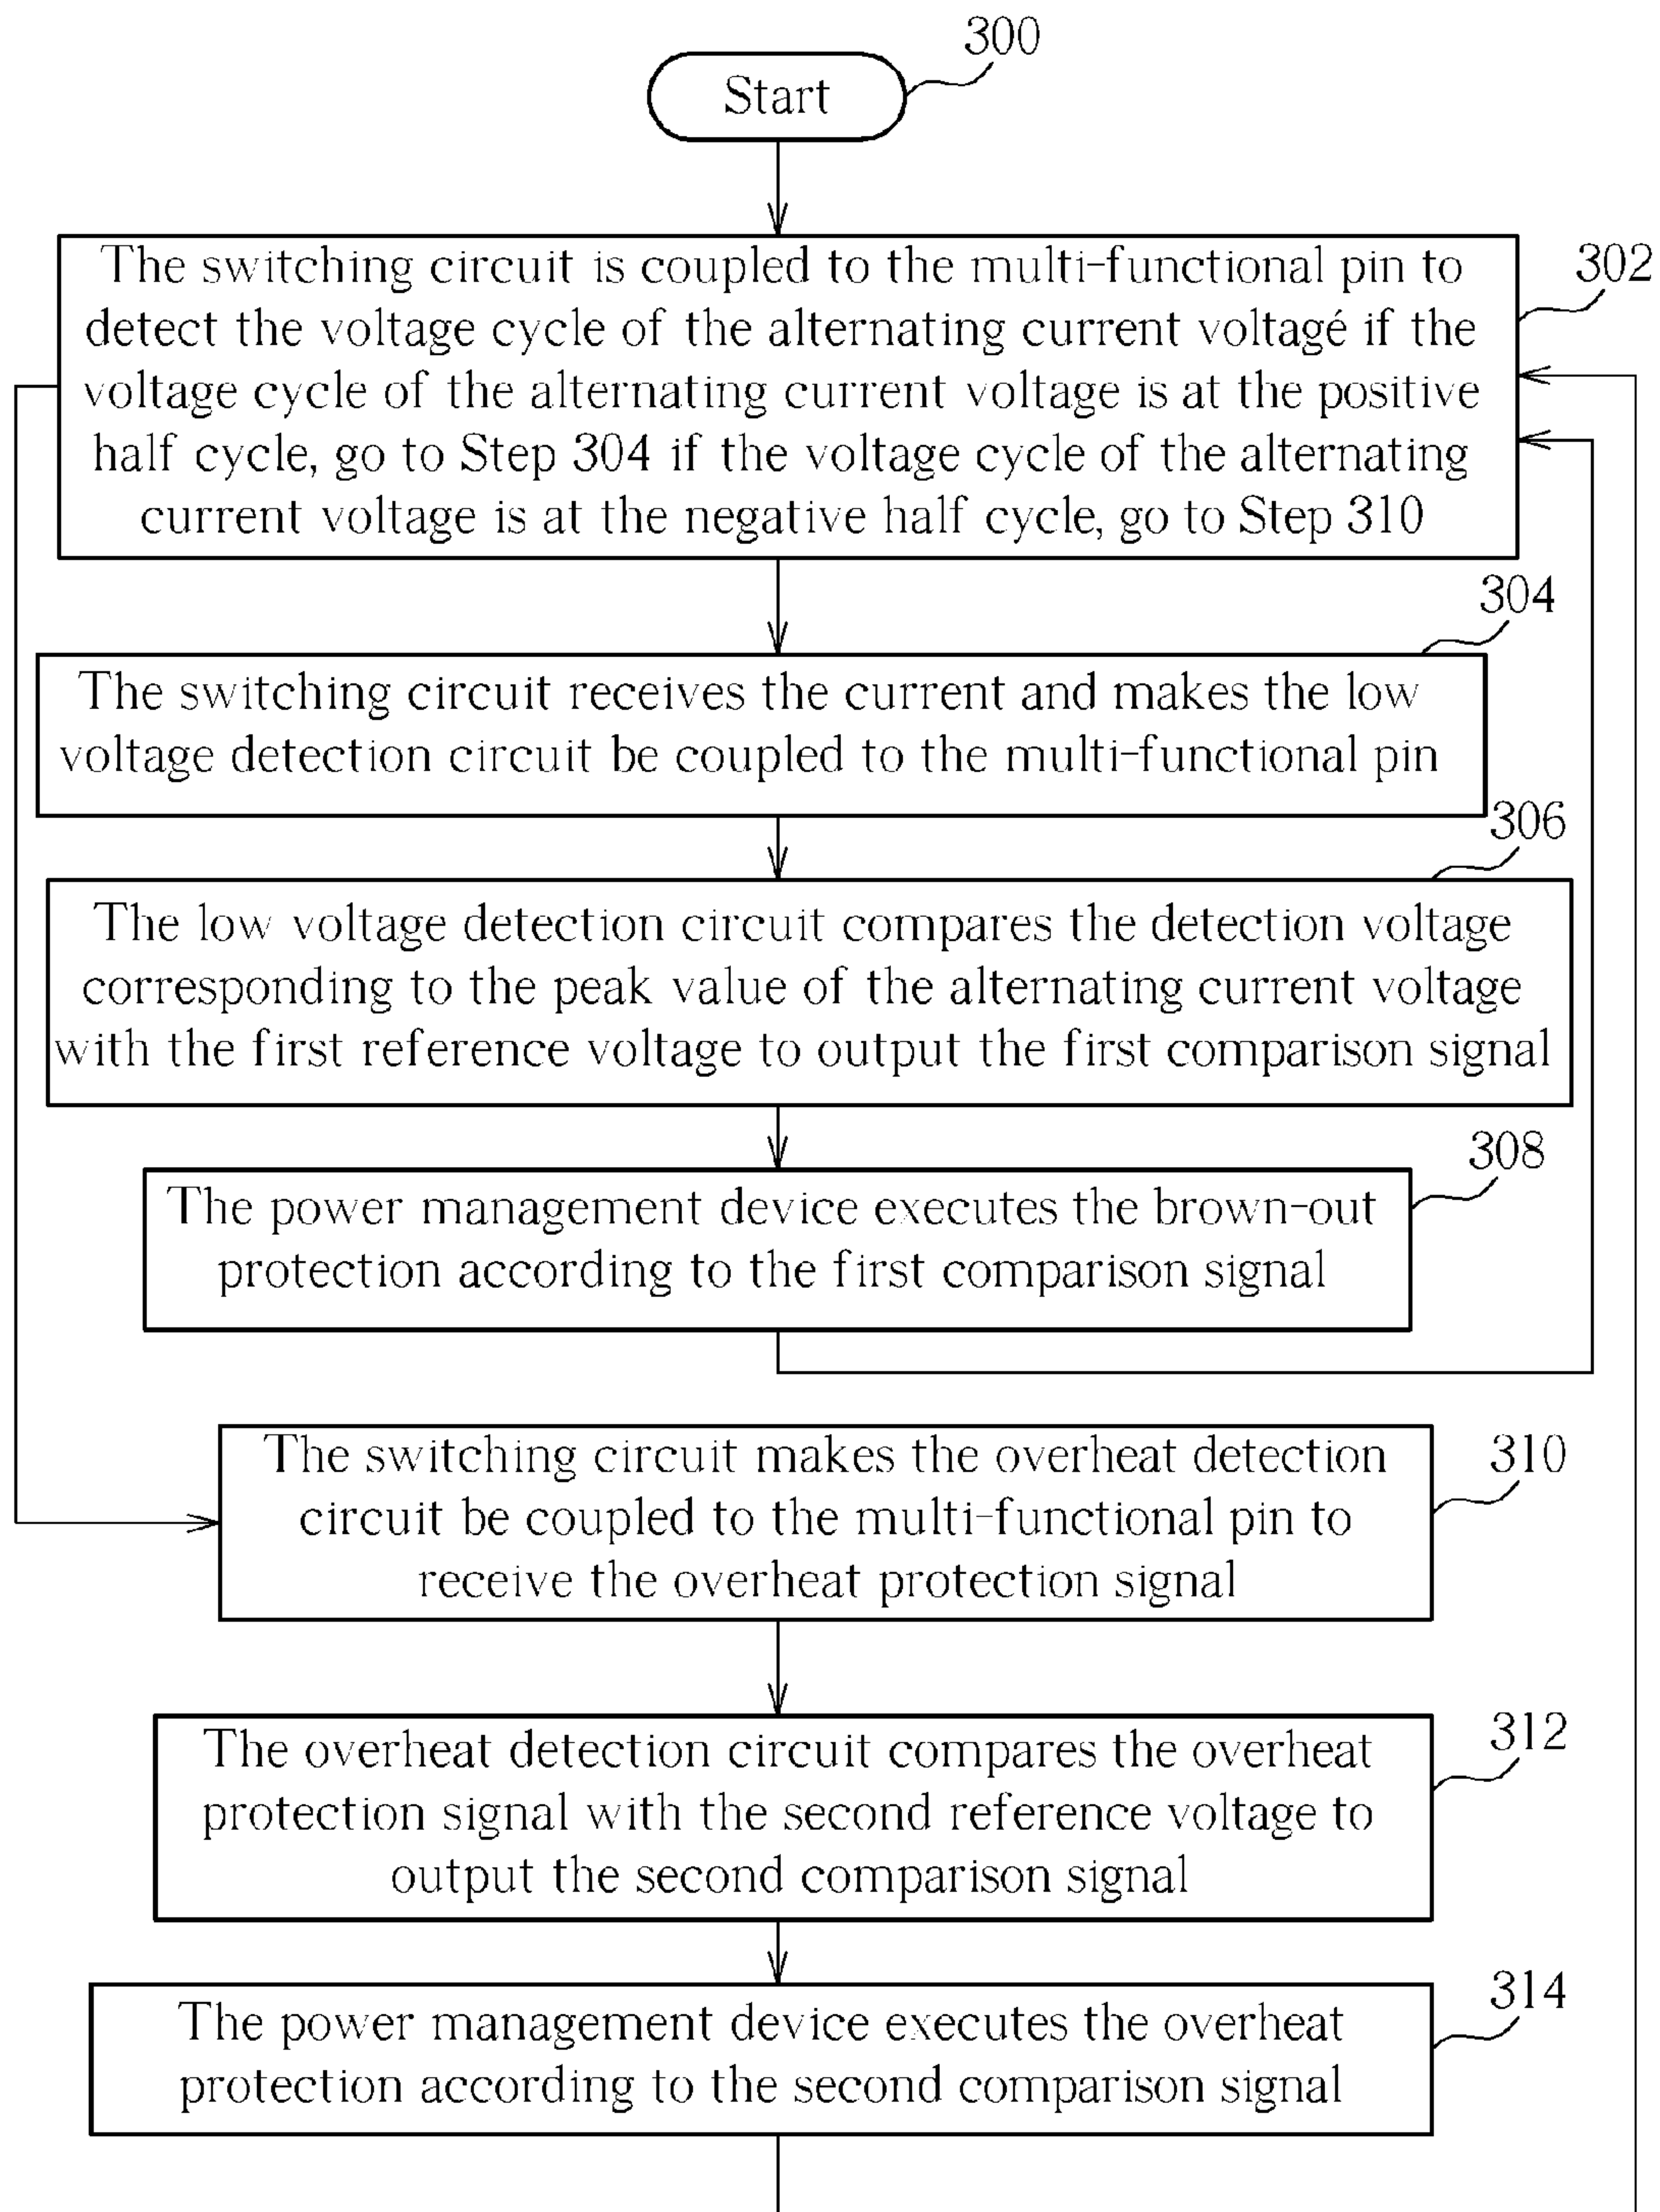 300
Start
302
The switching circuit is coupled to the multi-functional pin to
detect the voltage cycle of the alternating current voltagé if the
voltage cycle of the alternating current voltage is at the positive
half cycle, go to Step 304 if the voltage cycle of the alternating
current voltage is at the negative half cycle, go to Step 310
304
The switching circuit receives the current and makes the low
voltage detection circuit be coupled to the multi-functional pin
306
The low voltage detection circuit compares the detection voltage
corresponding to the peak value of the alternating current voltage
with the first reference voltage to output the first comparison signal
308
The power management device executes the brown-out
protection according to the first comparison signal
310
The switching circuit makes the overheat detection
circuit be coupled to the multi-functional pin to
receive the overheat protection signal
312
The overheat detection circuit compares the overheat
protection signal with the second reference voltage to
output the second comparison signal
314
The power management device executes the overheat
protection according to the second comparison signal